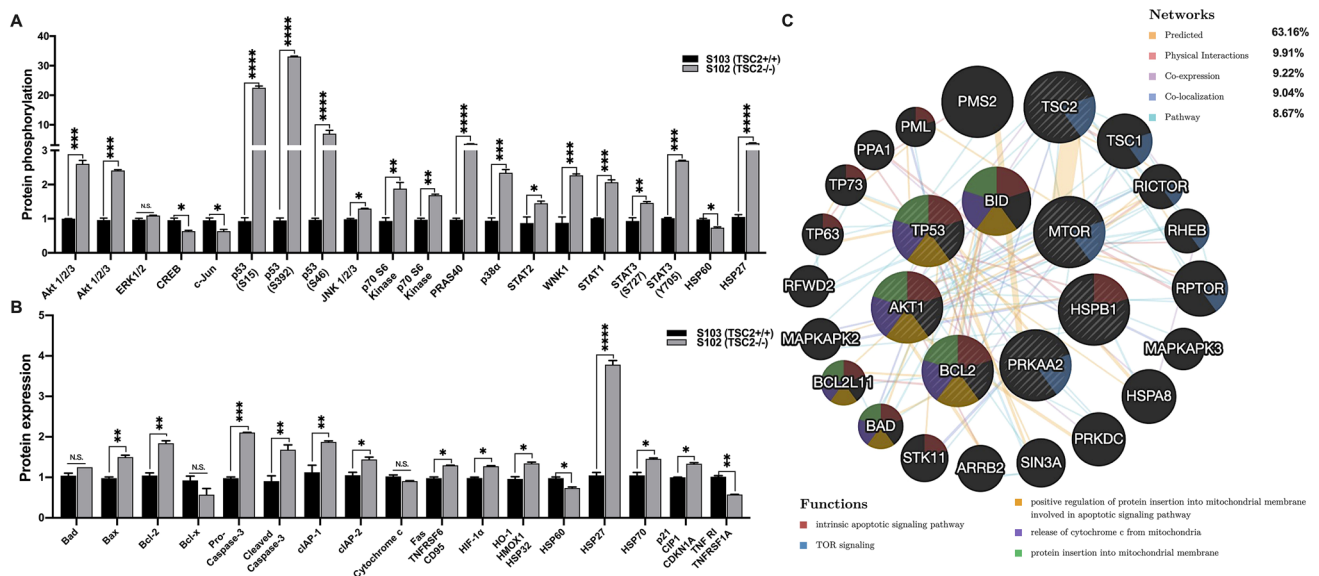 A
Protein phosphorylation
40
30
20
10
3
2
1
0
S103 (TSC2+/+)
S102 (TSC2-/-)
***
***
N.S.
*
*
****
****
****
*
**
**
****
***
*
***
***
**
****
*
****
Akt 1/2/3
Akt 1/2/3
ERK1/2
CREB
c-Jun
p53
(S15)
p53
(S392)
p53
(S46)
JNK 1/2/3
p70 S6
Kinase
p70 S6
Kinase
PRAS40
p38α
STAT2
WNK1
STAT1
STAT3
(S727)
STAT3
(Y705)
HSP60
HSP27
B
Protein expression
5
4
3
2
1
0
S103 (TSC2+/+)
S102 (TSC2-/-)
N.S.
**
**
N.S.
***
**
**
*
N.S.
*
*
*
*
****
*
*
**
Bad
Bax
Bcl-2
Bcl-x
Pro-
Caspase-3
Cleaved
Caspase-3
cIAP-1
cIAP-2
Cytochrome c
Fas
TNFRSF6
CD95
HIF-1α
HO-1
HMOX1
HSP32
HSP60
HSP27
HSP70
p21
CIP1
CDKN1A
TNF RI
TNFRSF1A
C
Networks
Predicted 63.16%
Physical Interactions 9.91%
Co-expression 9.22%
Co-localization 9.04%
Pathway 8.67%
PMS2
TSC2
PML
TSC1
PPA1
RICTOR
TP73
BID
TP53
MTOR
TP63
RHEB
RFWD2
RPTOR
AKT1
HSPB1
MAPKAPK2
MAPKAPK3
BCL2
PRKAA2
BCL2L11
HSPA8
BAD
PRKDC
STK11
ARRB2
SIN3A
Functions
intrinsic apoptotic signaling pathway
TOR signaling
positive regulation of protein insertion into mitochondrial membrane
involved in apoptotic signaling pathway
release of cytochrome c from mitochondria
protein insertion into mitochondrial membrane